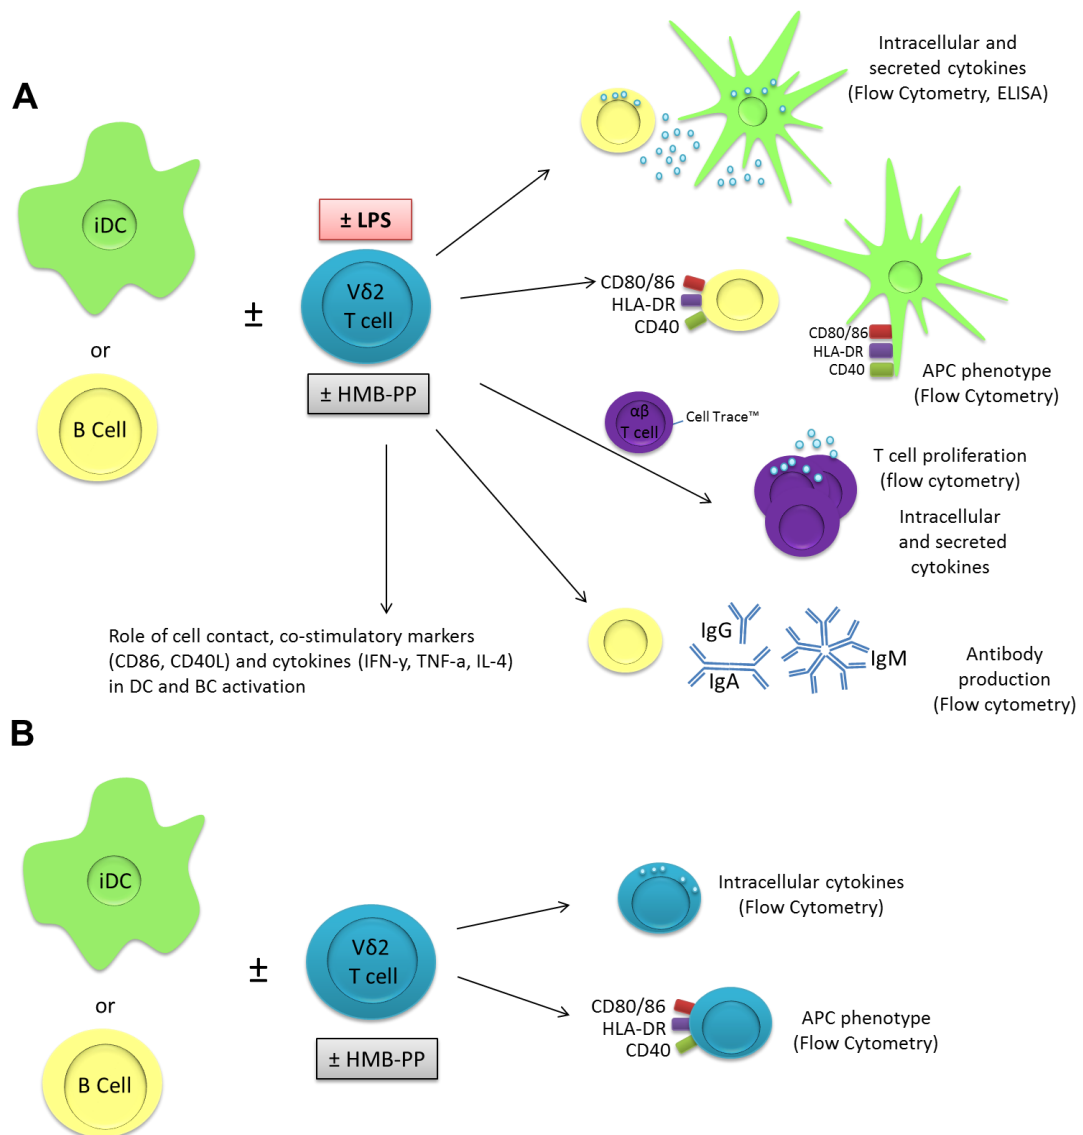 A
Intracellular and
secreted cytokines
(Flow Cytometry, ELISA)
iDC
or
B Cell
±
± LPS
Vδ2
T cell
± HMB-PP
CD80/86
HLA-DR
CD40
CD80/86
HLA-DR
CD40
APC phenotype
(Flow Cytometry)
αβ
T cell
Cell Trace™
T cell proliferation
(flow cytometry)
Intracellular
and secreted
cytokines
Role of cell contact, co-stimulatory markers
(CD86, CD40L) and cytokines (IFN-y, TNF-a, IL-4)
in DC and BC activation
IgG
IgA
IgM
Antibody
production
(Flow cytometry)
B
iDC
or
B Cell
±
Vδ2
T cell
± HMB-PP
Intracellular cytokines
(Flow Cytometry)
CD80/86
HLA-DR
CD40
APC phenotype
(Flow Cytometry)